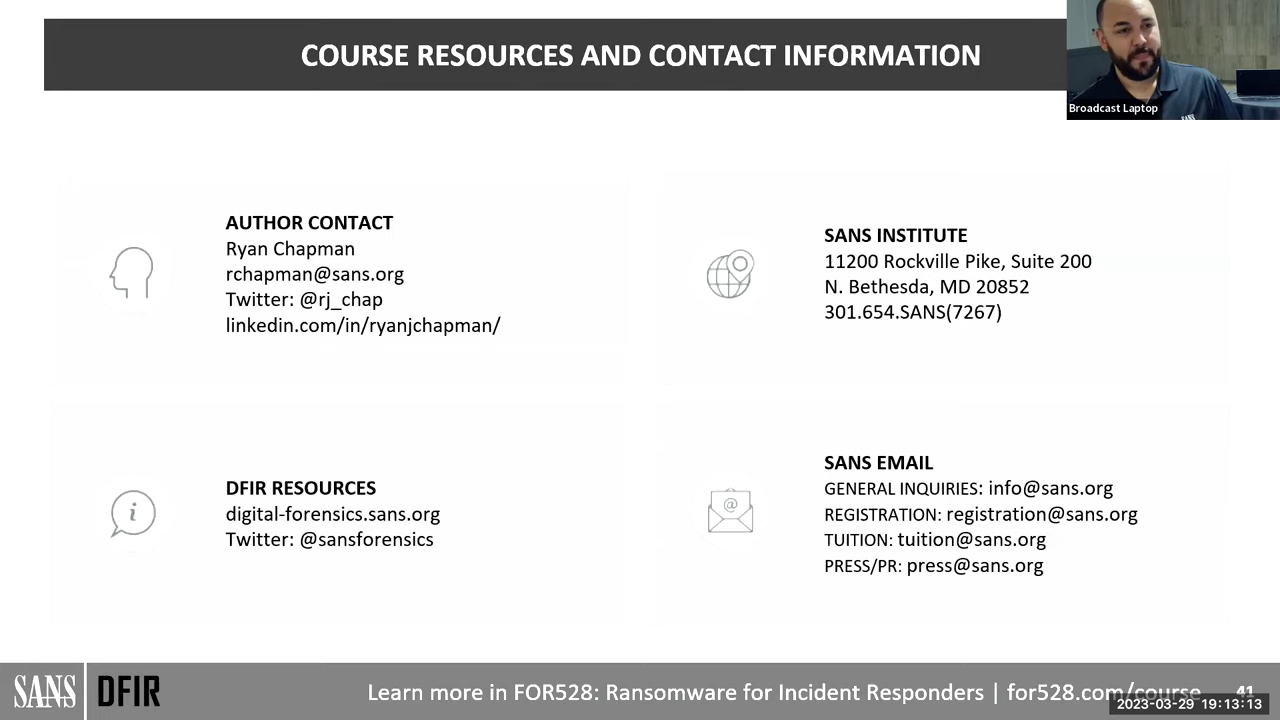 COURSE RESOURCES AND CONTACT INFORMATION
Broadcast Laptop
SANS
AUTHOR CONTACT
Ryan Chapman
rchapman@sans.org
Twitter: @rj_chap
linkedin.com/in/ryanjchapman/
SANS INSTITUTE
11200 Rockville Pike, Suite 200
N. Bethesda, MD 20852
301.654.SANS(7267)
DFIR RESOURCES
digital-forensics.sans.org
Twitter: @sansforensics
SANS EMAIL
GENERAL INQUIRIES: info@sans.org
REGISTRATION: registration@sans.org
TUITION: tuition@sans.org
PRESS/PR: press@sans.org
SANS DFIR
Learn more in FOR528: Ransomware for Incident Responders | for528.com/course
41
2023-03-29 19:13:13